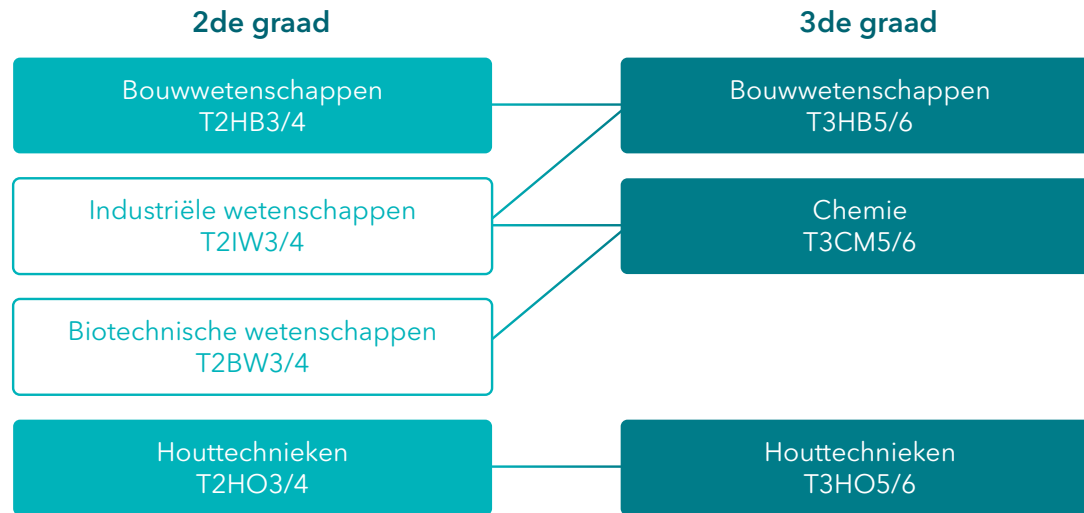 2de graad
3de graad
Bouwwetenschappen
T2HB3/4
Bouwwetenschappen
T3HB5/6
Industriële wetenschappen
T2IW3/4
Chemie
T3CM5/6
Biotechnische wetenschappen
T2BW3/4
Houttechnieken
T2HO3/4
Houttechnieken
T3HO5/6